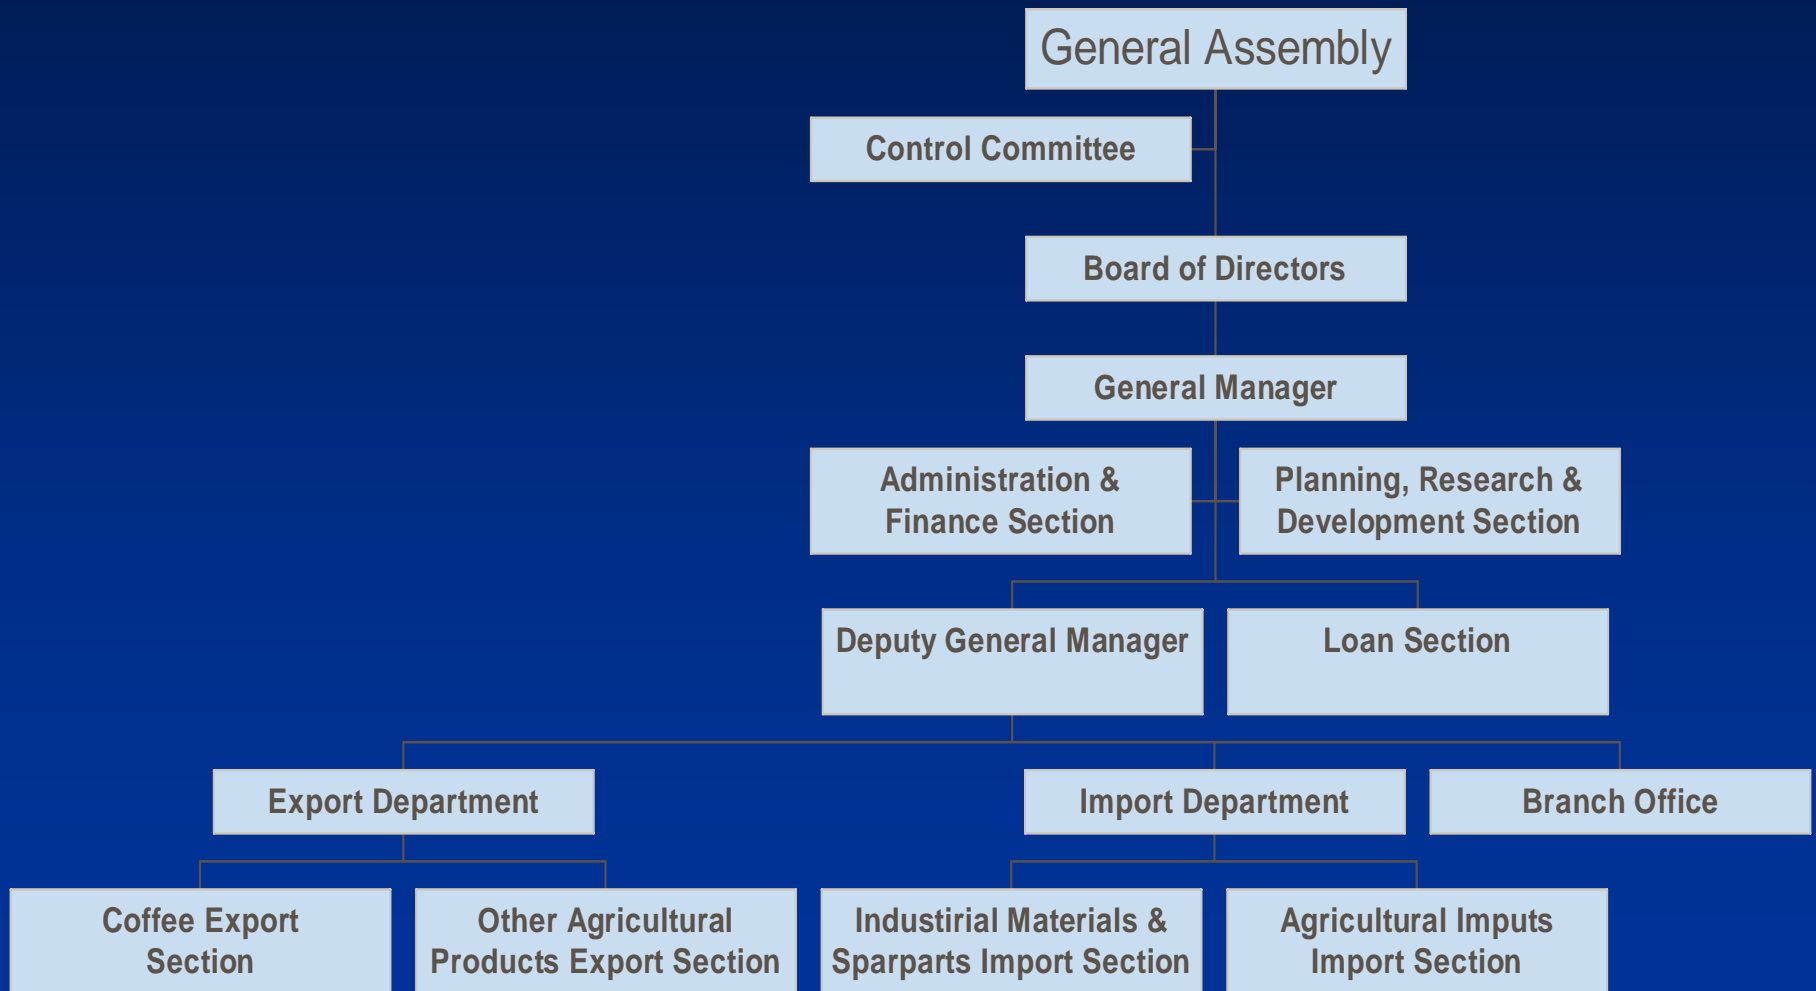 General Assembly
Control Committee
Board of Directors
General Manager
Administration &
Finance Section
Planning, Research &
Development Section
Deputy General Manager
Loan Section
Export Department
Import Department
Branch Office
Coffee Export
Section
Other Agricultural
Products Export Section
Industirial Materials &
Sparparts Import Section
Agricultural Imputs
Import Section